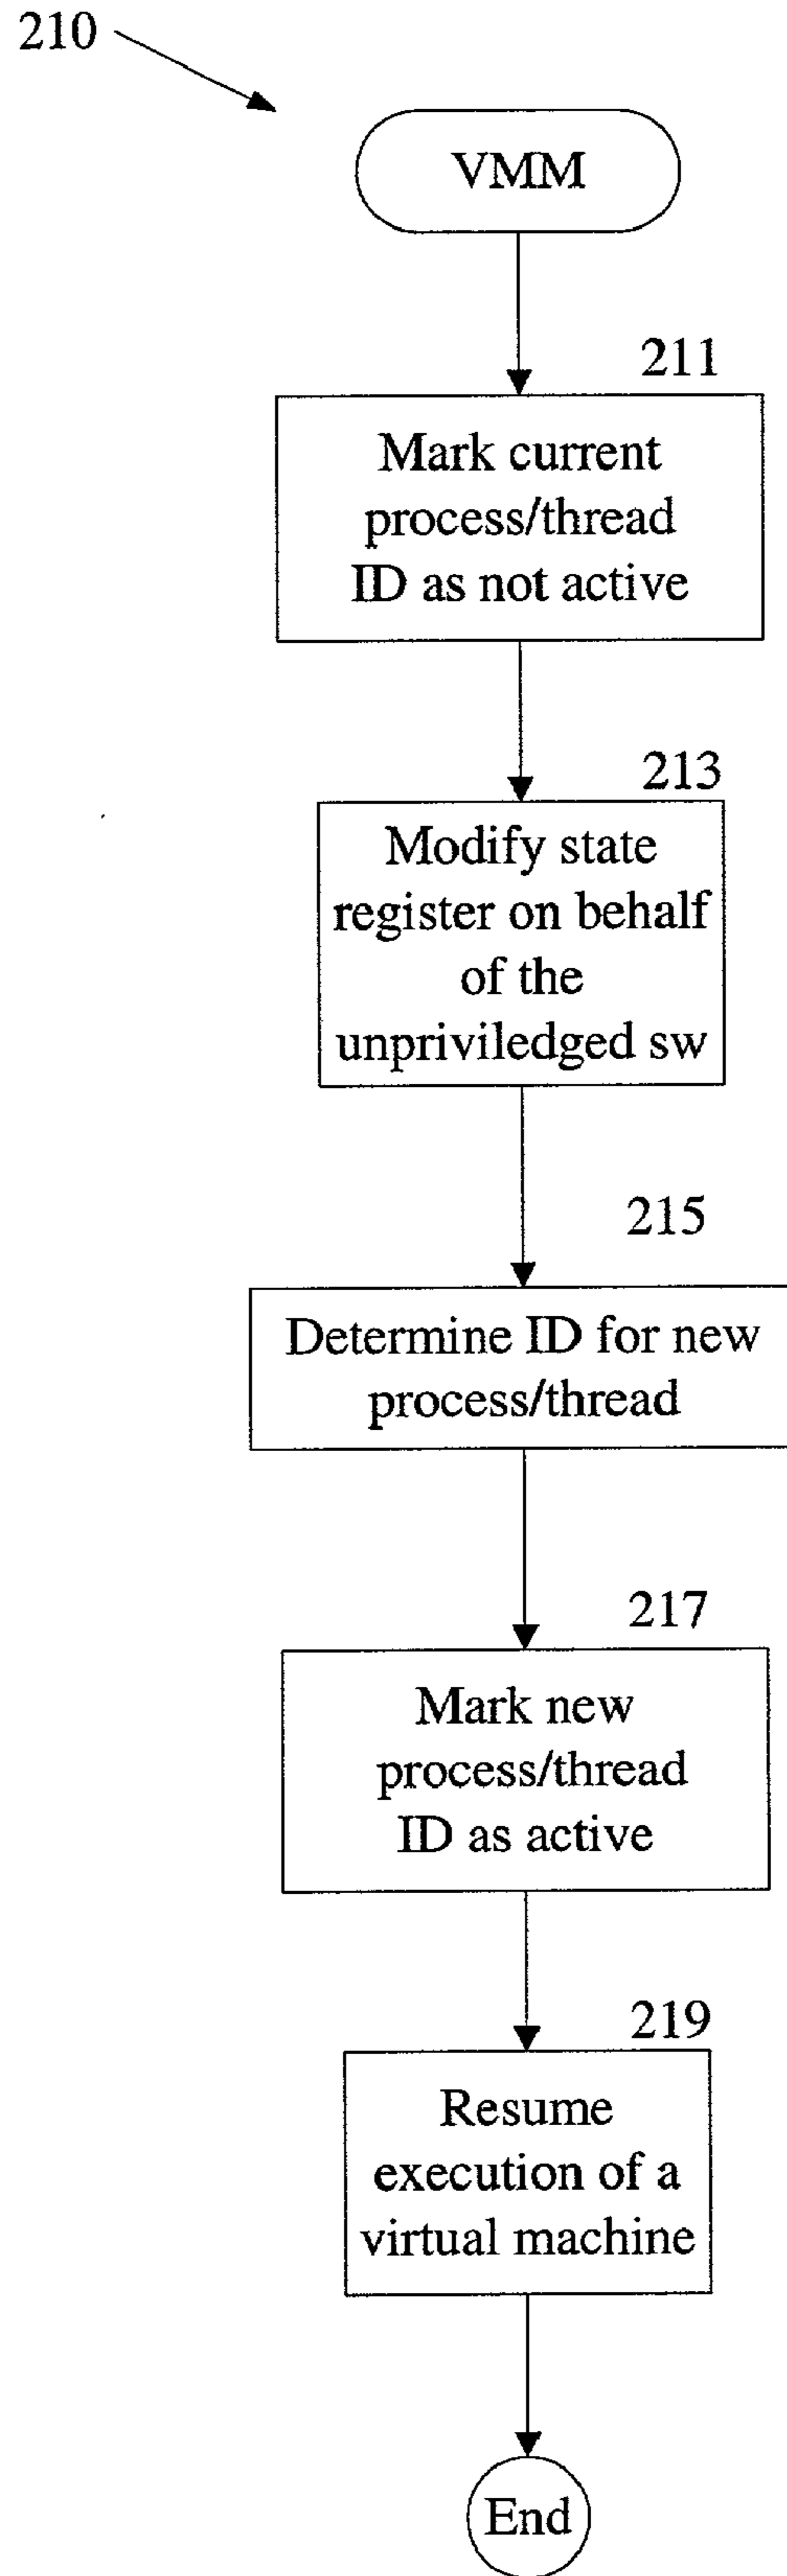 210
VMM
211
Mark current
process/thread
ID as not active
213
Modify state
register on behalf
of the
unpriviledged sw
215
Determine ID for new
process/thread
217
Mark new
process/thread
ID as active
219
Resume
execution of a
virtual machine
End